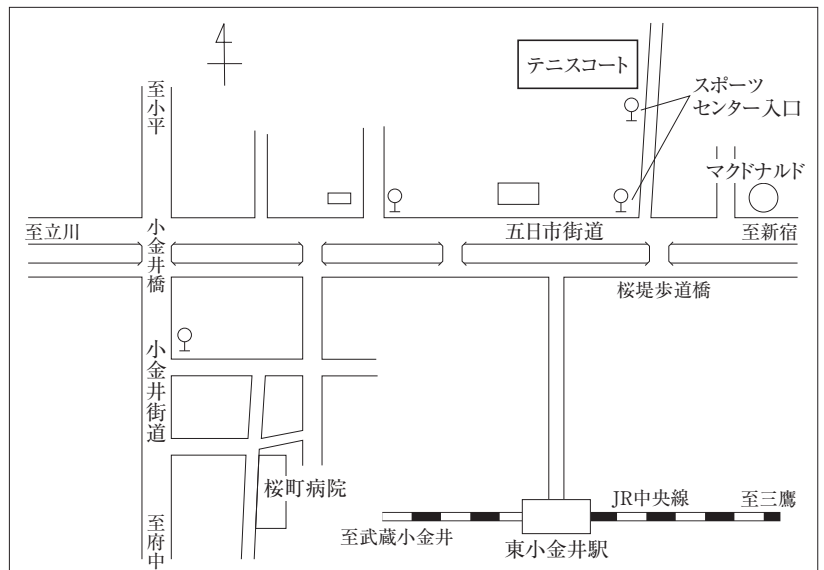 テニスコート
スポーツ
センター入口
マクドナルド
至小平
至立川
小金井橋
五日市街道
至新宿
桜堤歩道橋
小金井街道
桜町病院
JR中央線
至三鷹
至武蔵小金井
東小金井駅
至府中